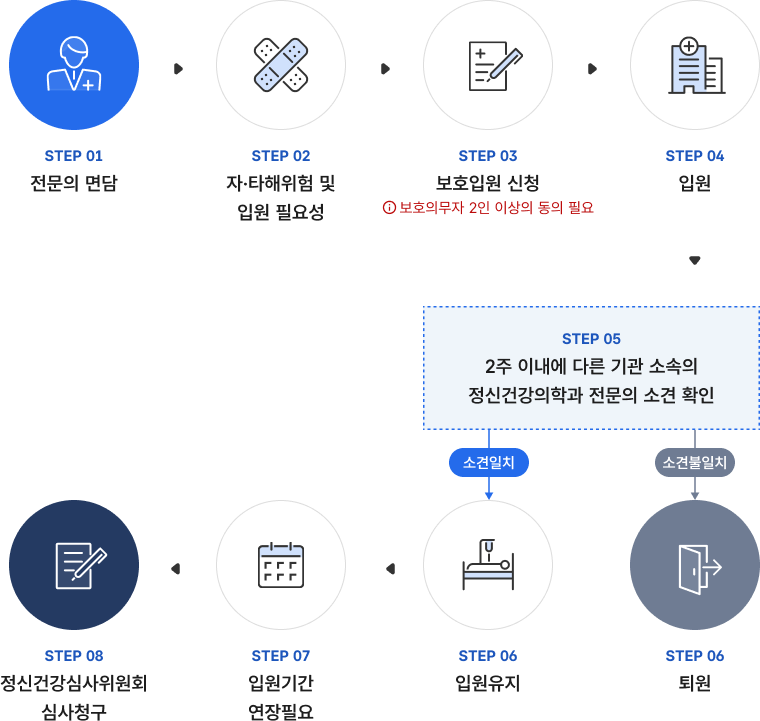 STEP 01
전문의 면담
STEP 02
자·타해위험 및
입원 필요성
STEP 03
보호입원 신청
보호의무자 2인 이상의 동의 필요
STEP 04
입원
STEP 05
2주 이내에 다른 기관 소속의
정신건강의학과 전문의 소견 확인
소견일치
소견불일치
STEP 06
입원유지
STEP 06
퇴원
STEP 07
입원기간
연장필요
STEP 08
정신건강심사위원회
심사청구